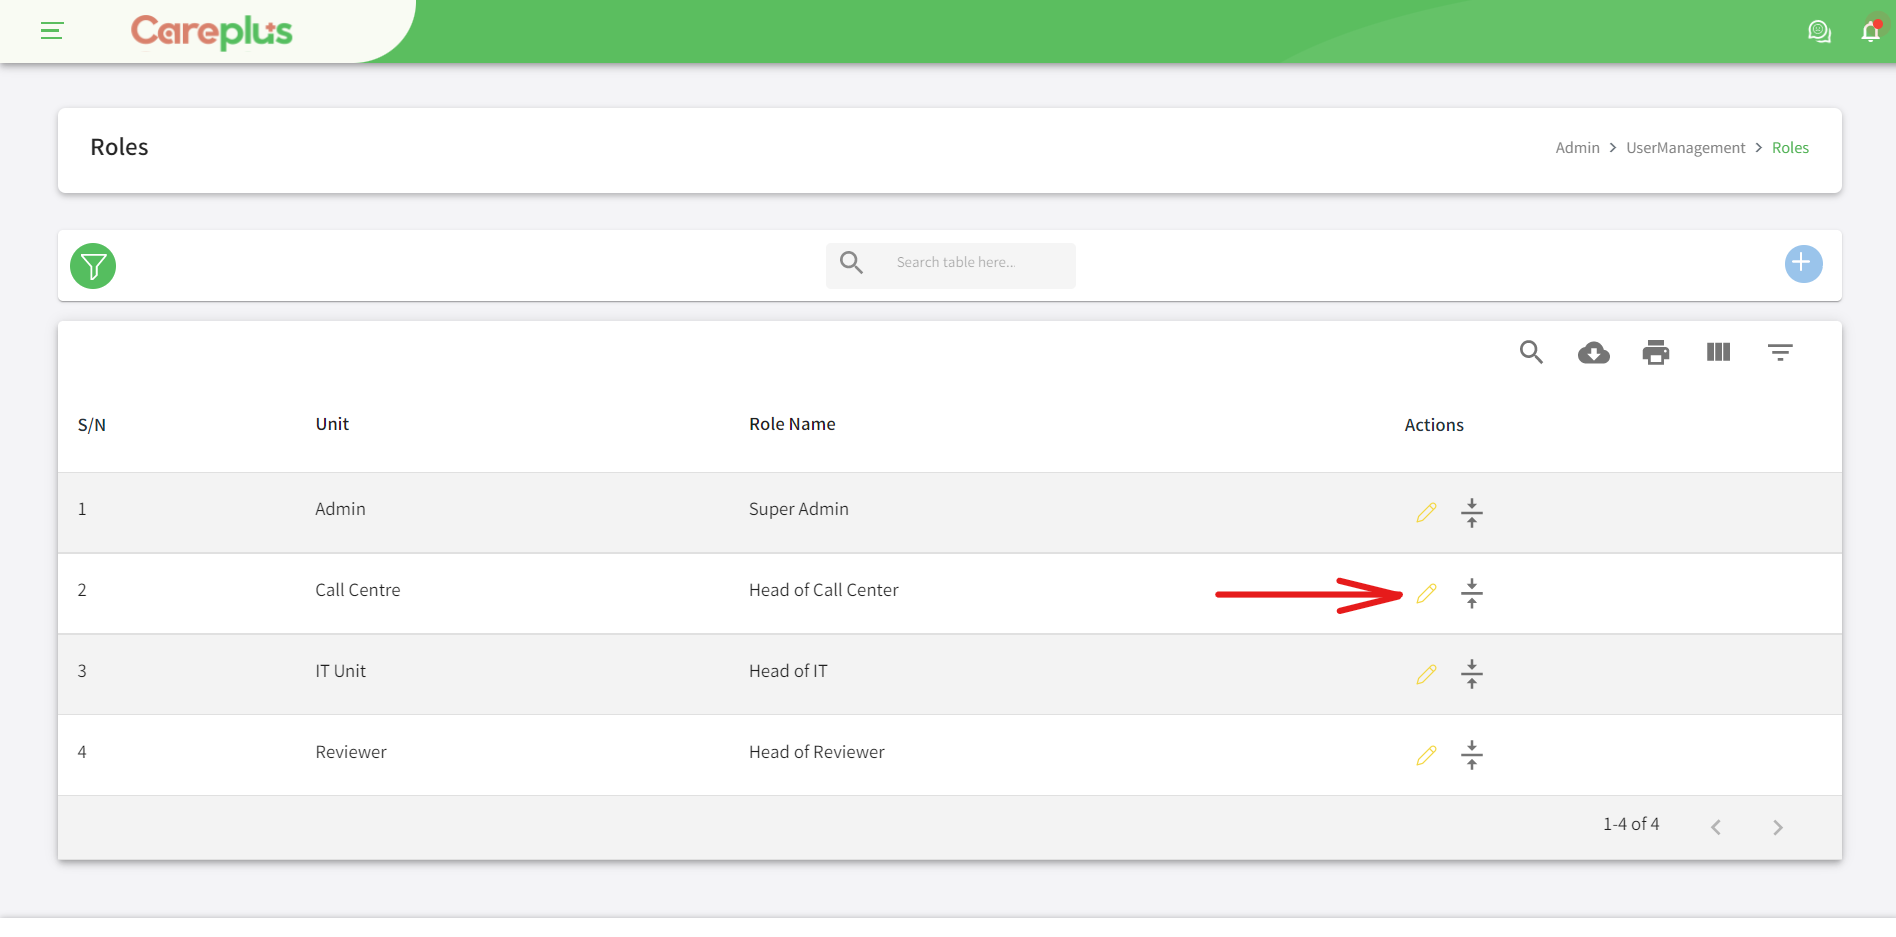 Careplus
Roles
Admin > UserManagement > Roles
Search table here...
S/N Unit Role Name Actions
1 Admin Super Admin
2 Call Centre Head of Call Center
3 IT Unit Head of IT
4 Reviewer Head of Reviewer
1-4 of 4